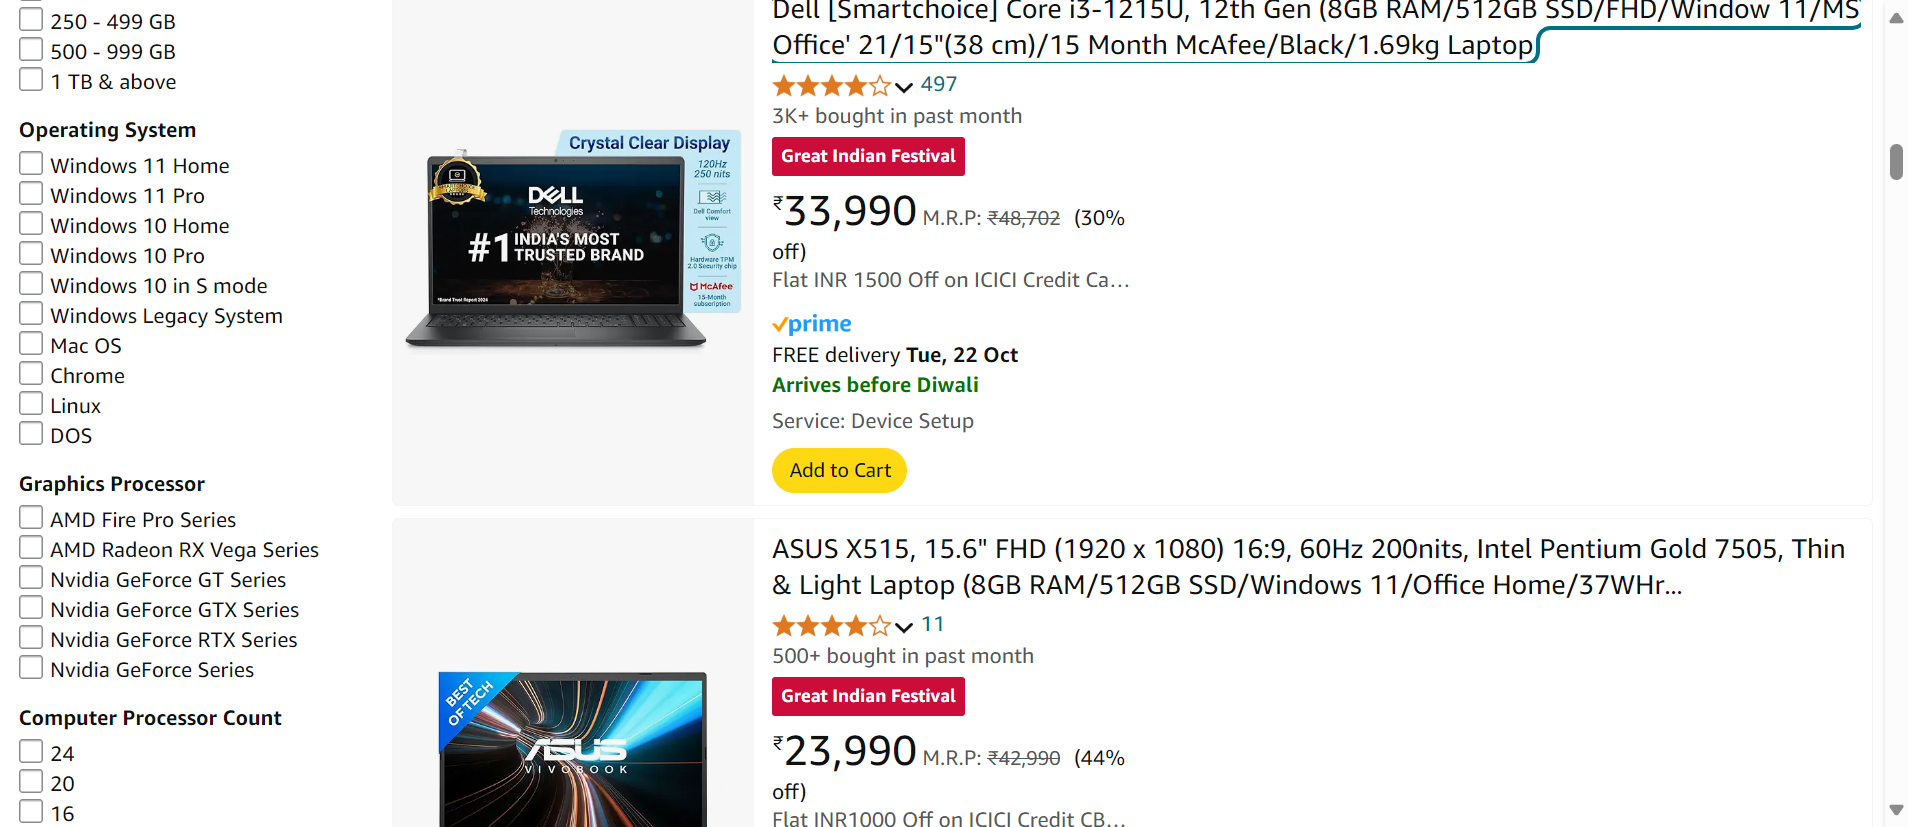 250 - 499 GB
500 - 999 GB
1 TB & above
Operating System
Windows 11 Home
Windows 11 Pro
Windows 10 Home
Windows 10 Pro
Windows 10 in S mode
Windows Legacy System
Mac OS
Chrome
Linux
DOS
Graphics Processor
AMD Fire Pro Series
AMD Radeon RX Vega Series
Nvidia GeForce GT Series
Nvidia GeForce GTX Series
Nvidia GeForce RTX Series
Nvidia GeForce Series
Computer Processor Count
24
20
16
Crystal Clear Display
120Hz
250 nits
Dell Comfort
view
Hardware TPM
2.0 Security chip
McAfee
15-Month
subscription
DELL
Technologies
#1 INDIA'S MOST
TRUSTED BRAND
*Brand Trust Report 2024
Dell [Smartchoice] Core i3-1215U, 12th Gen (8GB RAM/512GB SSD/FHD/Window 11/MS
Office' 21/15"(38 cm)/15 Month McAfee/Black/1.69kg Laptop
497
3K+ bought in past month
Great Indian Festival
₹33,990 M.R.P: ₹48,702 (30%
off)
Flat INR 1500 Off on ICICI Credit Ca…
prime
FREE delivery Tue, 22 Oct
Arrives before Diwali
Service: Device Setup
Add to Cart
BEST
OF TECH
ASUS
VIVOBOOK
ASUS X515, 15.6" FHD (1920 x 1080) 16:9, 60Hz 200nits, Intel Pentium Gold 7505, Thin
& Light Laptop (8GB RAM/512GB SSD/Windows 11/Office Home/37WHr...
11
500+ bought in past month
Great Indian Festival
₹23,990 M.R.P: ₹42,990 (44%
off)
Flat INR1000 Off on ICICI Credit CB…